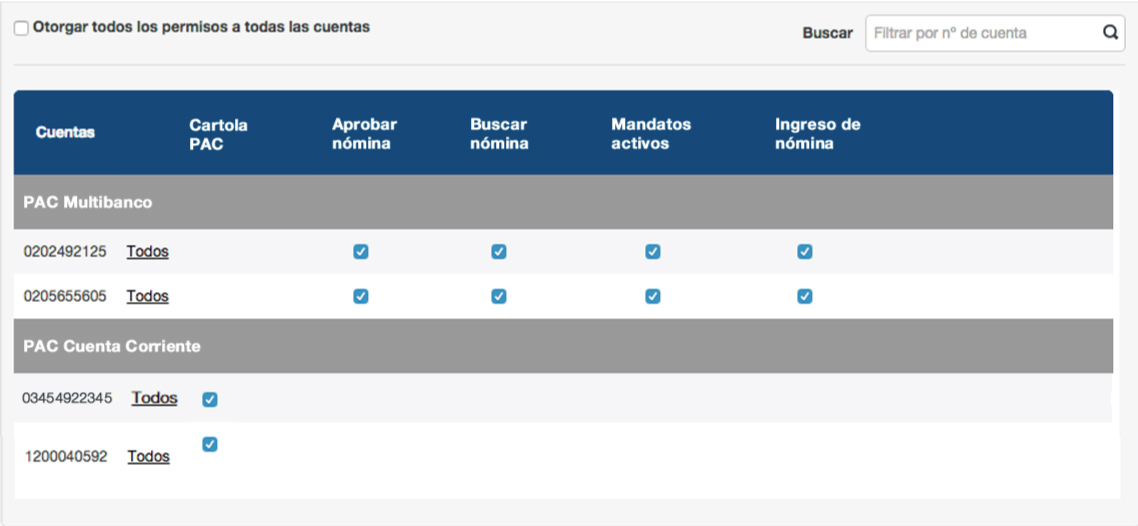 Otorgar todos los permisos a todas las cuentas
Buscar Filtrar por nº de cuenta
Cuentas Cartola PAC Aprobar nómina Buscar nómina Mandatos activos Ingreso de nómina
PAC Multibanco
0202492125 Todos
0205655605 Todos
PAC Cuenta Corriente
03454922345 Todos
1200040592 Todos